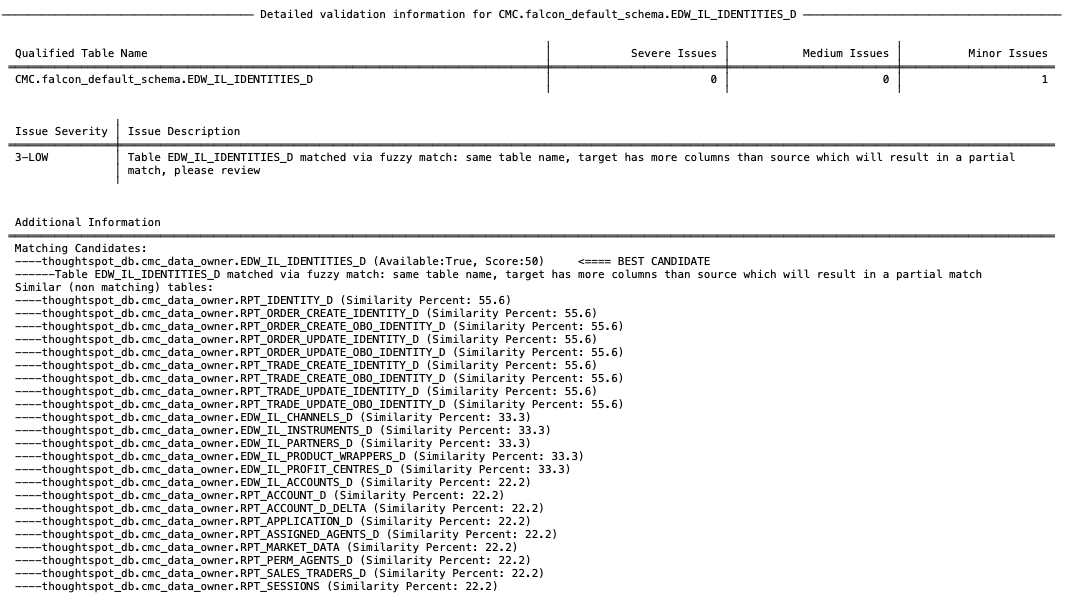 Detailed validation information for CMC.falcon_default_schema.EDW_IL_IDENTITIES_D
Qualified Table Name Severe Issues Medium Issues Minor Issues
CMC.falcon_default_schema.EDW_IL_IDENTITIES_D 0 0 1
Issue Severity Issue Description
3-LOW Table EDW_IL_IDENTITIES_D matched via fuzzy match: same table name, target has more columns than source which will result in a partial
match, please review
Additional Information
Matching Candidates:
----thoughtspot_db.cmc_data_owner.EDW_IL_IDENTITIES_D (Available:True, Score:50) <==== BEST CANDIDATE
------Table EDW_IL_IDENTITIES_D matched via fuzzy match: same table name, target has more columns than source which will result in a partial match
Similar (non matching) tables:
----thoughtspot_db.cmc_data_owner.RPT_IDENTITY_D (Similarity Percent: 55.6)
----thoughtspot_db.cmc_data_owner.RPT_ORDER_CREATE_IDENTITY_D (Similarity Percent: 55.6)
----thoughtspot_db.cmc_data_owner.RPT_ORDER_CREATE_OBO_IDENTITY_D (Similarity Percent: 55.6)
----thoughtspot_db.cmc_data_owner.RPT_ORDER_UPDATE_IDENTITY_D (Similarity Percent: 55.6)
----thoughtspot_db.cmc_data_owner.RPT_ORDER_UPDATE_OBO_IDENTITY_D (Similarity Percent: 55.6)
----thoughtspot_db.cmc_data_owner.RPT_TRADE_CREATE_IDENTITY_D (Similarity Percent: 55.6)
----thoughtspot_db.cmc_data_owner.RPT_TRADE_CREATE_OBO_IDENTITY_D (Similarity Percent: 55.6)
----thoughtspot_db.cmc_data_owner.RPT_TRADE_UPDATE_IDENTITY_D (Similarity Percent: 55.6)
----thoughtspot_db.cmc_data_owner.RPT_TRADE_UPDATE_OBO_IDENTITY_D (Similarity Percent: 55.6)
----thoughtspot_db.cmc_data_owner.EDW_IL_CHANNELS_D (Similarity Percent: 33.3)
----thoughtspot_db.cmc_data_owner.EDW_IL_INSTRUMENTS_D (Similarity Percent: 33.3)
----thoughtspot_db.cmc_data_owner.EDW_IL_PARTNERS_D (Similarity Percent: 33.3)
----thoughtspot_db.cmc_data_owner.EDW_IL_PRODUCT_WRAPPERS_D (Similarity Percent: 33.3)
----thoughtspot_db.cmc_data_owner.EDW_IL_PROFIT_CENTRES_D (Similarity Percent: 33.3)
----thoughtspot_db.cmc_data_owner.EDW_IL_ACCOUNTS_D (Similarity Percent: 22.2)
----thoughtspot_db.cmc_data_owner.RPT_ACCOUNT_D (Similarity Percent: 22.2)
----thoughtspot_db.cmc_data_owner.RPT_ACCOUNT_D_DELTA (Similarity Percent: 22.2)
----thoughtspot_db.cmc_data_owner.RPT_APPLICATION_D (Similarity Percent: 22.2)
----thoughtspot_db.cmc_data_owner.RPT_ASSIGNED_AGENTS_D (Similarity Percent: 22.2)
----thoughtspot_db.cmc_data_owner.RPT_MARKET_DATA (Similarity Percent: 22.2)
----thoughtspot_db.cmc_data_owner.RPT_PERM_AGENTS_D (Similarity Percent: 22.2)
----thoughtspot_db.cmc_data_owner.RPT_SALES_TRADERS_D (Similarity Percent: 22.2)
----thoughtspot_db.cmc_data_owner.RPT_SESSIONS (Similarity Percent: 22.2)